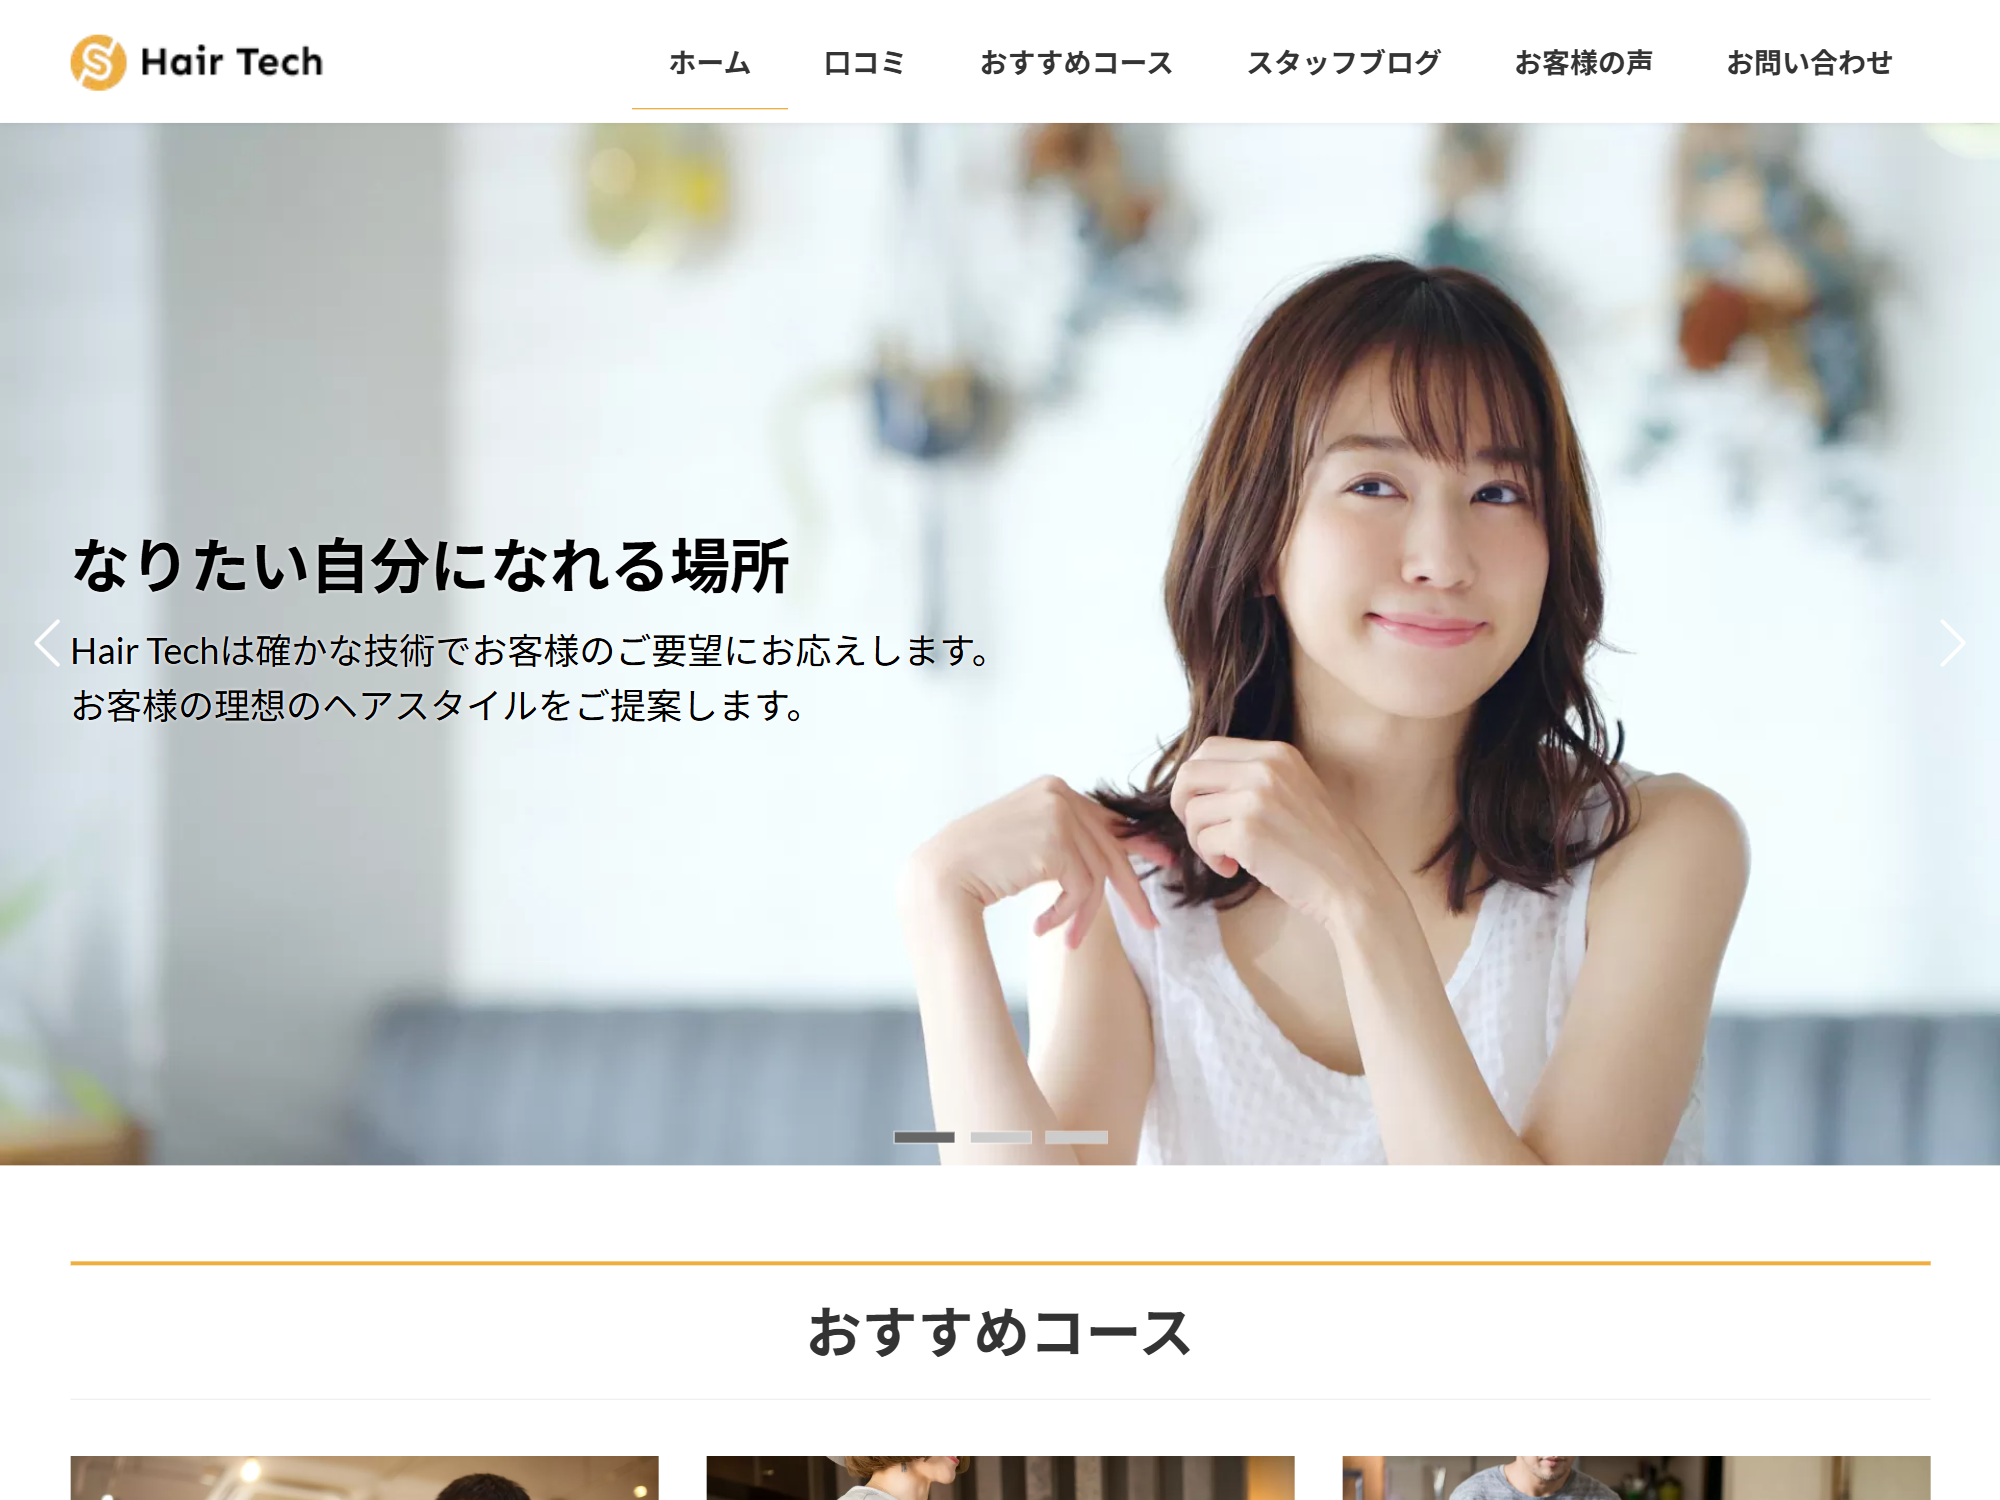 Hair Tech
ホーム
口コミ
おすすめコース
スタッフブログ
お客様の声
お問い合わせ
なりたい自分になれる場所
Hair Techは確かな技術でお客様のご要望にお応えします。
お客様の理想のヘアスタイルをご提案します。
おすすめコース